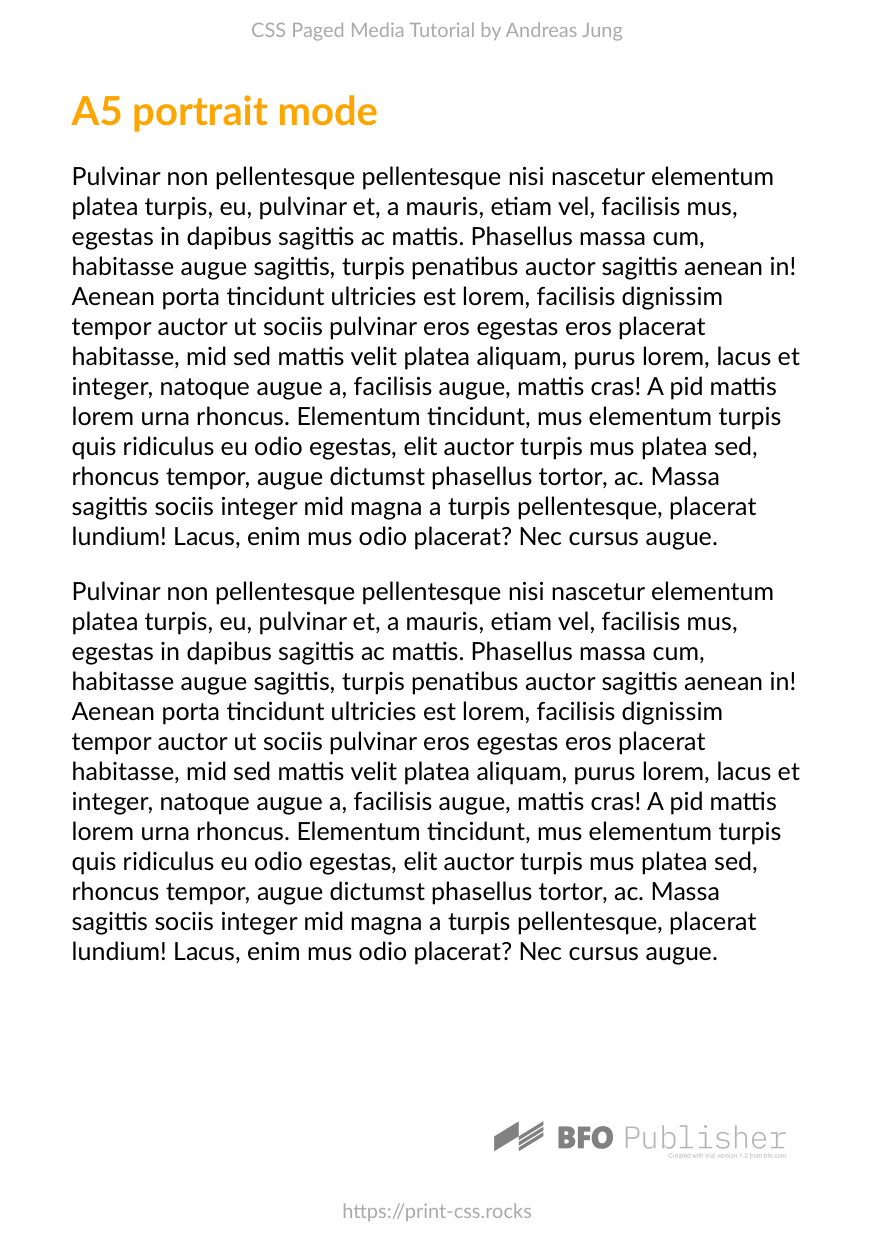 CSS Paged Media Tutorial by Andreas Jung
A5 portrait mode
Pulvinar non pellentesque pellentesque nisi nascetur elementum
platea turpis, eu, pulvinar et, a mauris, etiam vel, facilisis mus,
egestas in dapibus sagittis ac mattis. Phasellus massa cum,
habitasse augue sagittis, turpis penatibus auctor sagittis aenean in!
Aenean porta tincidunt ultricies est lorem, facilisis dignissim
tempor auctor ut sociis pulvinar eros egestas eros placerat
habitasse, mid sed mattis velit platea aliquam, purus lorem, lacus et
integer, natoque augue a, facilisis augue, mattis cras! A pid mattis
lorem urna rhoncus. Elementum tincidunt, mus elementum turpis
quis ridiculus eu odio egestas, elit auctor turpis mus platea sed,
rhoncus tempor, augue dictumst phasellus tortor, ac. Massa
sagittis sociis integer mid magna a turpis pellentesque, placerat
lundium! Lacus, enim mus odio placerat? Nec cursus augue.
Pulvinar non pellentesque pellentesque nisi nascetur elementum
platea turpis, eu, pulvinar et, a mauris, etiam vel, facilisis mus,
egestas in dapibus sagittis ac mattis. Phasellus massa cum,
habitasse augue sagittis, turpis penatibus auctor sagittis aenean in!
Aenean porta tincidunt ultricies est lorem, facilisis dignissim
tempor auctor ut sociis pulvinar eros egestas eros placerat
habitasse, mid sed mattis velit platea aliquam, purus lorem, lacus et
integer, natoque augue a, facilisis augue, mattis cras! A pid mattis
lorem urna rhoncus. Elementum tincidunt, mus elementum turpis
quis ridiculus eu odio egestas, elit auctor turpis mus platea sed,
rhoncus tempor, augue dictumst phasellus tortor, ac. Massa
sagittis sociis integer mid magna a turpis pellentesque, placerat
lundium! Lacus, enim mus odio placerat? Nec cursus augue.
BFO Publisher
Created with trial version 1.2 from bfo.com
https://print-css.rocks